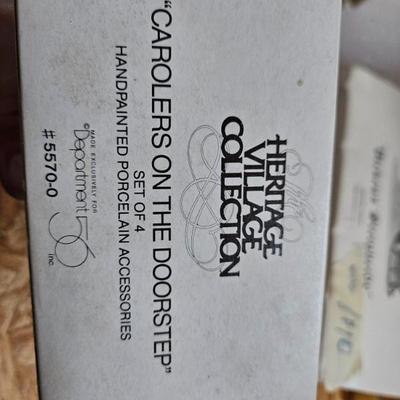 HERITAGE
VILLAGE
COLLECTION
"CAROLERS ON THE DOORSTEP"
SET OF 4
HANDPAINTED PORCELAIN ACCESSORIES
© MADE EXCLUSIVELY FOR
Department 56
inc.
# 5570-0